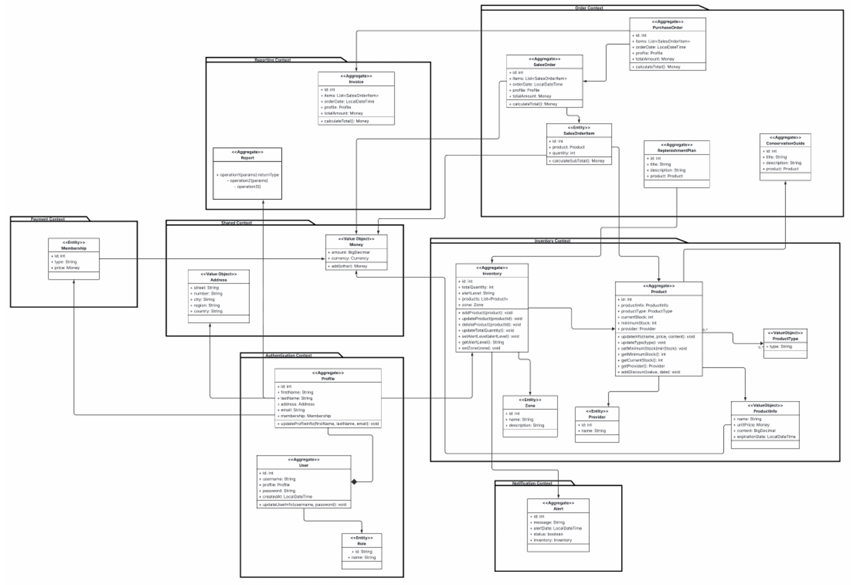 Order Context
<<Aggregate>>
PurchaseOrder
+ id: int
+ items: List<SalesOrderItem>
+ orderDate: LocalDateTime
+ profile: Profile
+ totalAmount: Money
+ calculateTotal(): Money
<<Aggregate>>
SalesOrder
+ id: int
+ items: List<SalesOrderItem>
+ orderDate: LocalDateTime
+ profile: Profile
+ totalAmount: Money
+ calculateTotal(): Money
<<Entity>>
SalesOrderItem
+ id: int
+ product: Product
+ quantity: int
+ calculateSubTotal(): Money
<<Aggregate>>
ReplenishmentPlan
+ id: int
+ title: String
+ description: String
+ product: Product
<<Aggregate>>
ConservationGuide
+ id: int
+ title: String
+ description: String
+ product: Product
Reporting Context
<<Aggregate>>
Invoice
+ id: int
+ items: List<SalesOrderItem>
+ orderDate: LocalDateTime
+ profile: Profile
+ totalAmount: Money
+ calculateTotal(): Money
<<Aggregate>>
Report
+ operation1(params):returnType
- operation2(params)
- operation3()
Payment Context
<<Entity>>
Membership
+ id: int
+ type: String
+ price: Money
Shared Context
<<Value Object>>
Money
+ amount: BigDecimal
+ currency: Currency
+ add(other): Money
<<Value Object>>
Address
+ street: String
+ number: String
+ city: String
+ region: String
+ country: String
Inventory Context
<<Aggregate>>
Inventory
+ id: int
+ totalQuantity: int
+ alertLevel: String
+ products: List<Product>
+ zone: Zone
+ addProduct(product): void
+ updateProduct(productId): void
+ deleteProduct(productId): void
+ updateTotalQuantity(): void
+ setAlertLevel(alertLevel): void
+ getAlertLevel(): String
+ setZone(zone): void
<<Aggregate>>
Product
+ id: int
+ productInfo: ProductInfo
+ productType: ProductType
+ currentStock: int
+ minimumStock: int
+ provider: Provider
+ updateInfo(name, price, content): void
+ updateType(type): void
+ setMinimumStock(minStock): void
+ getMinimumStock(): int
+ getCurrentStock(): int
+ getProvider(): Provider
+ addDiscount(value, date): void
<<ValueObject>>
ProductType
+ type: String
<<Entity>>
Zone
+ id: int
+ name: String
+ description: String
<<Entity>>
Provider
+ id: int
+ name: String
<<ValueObject>>
ProductInfo
+ name: String
+ unitPrice: Money
+ content: BigDecimal
+ expirationDate: LocalDateTime
Authentication Context
<<Aggregate>>
Profile
+ id: int
+ firstName: String
+ lastName: String
+ address: Address
+ email: String
+ membership: Membership
+ updateProfileInfo(firstName, lastName, email): void
<<Aggregate>>
User
+ id: int
+ username: String
+ profile: Profile
+ password: String
+ createdAt: LocalDateTime
+ updateUserInfo(username, password): void
<<Entity>>
Role
+ id: String
+ name: String
Notification Context
<<Aggregate>>
Alert
+ id: int
+ message: String
+ alertDate: LocalDateTime
+ status: boolean
+ inventory: Inventory